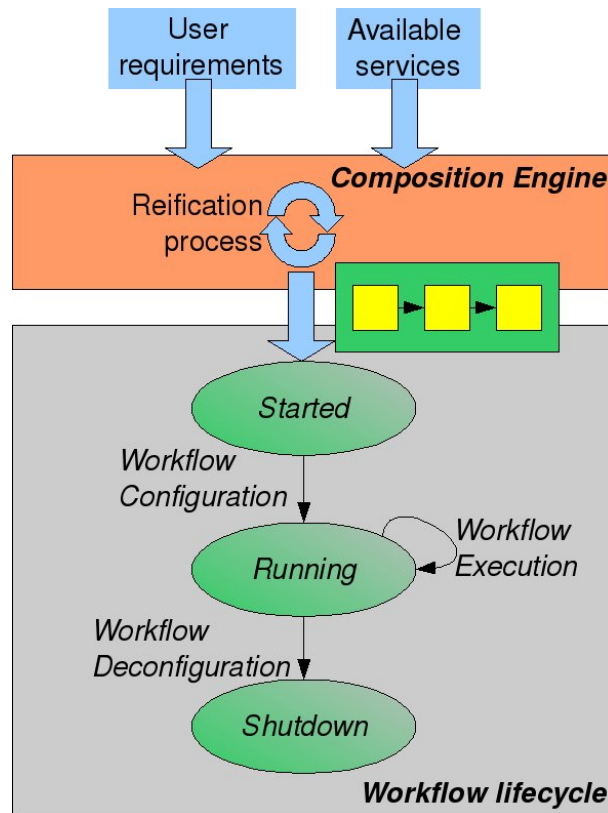 User
requirements
Available
services
Composition Engine
Reification
process
Started
Workflow
Configuration
Running
Workflow
Execution
Workflow
Deconfiguration
Shutdown
Workflow lifecycle